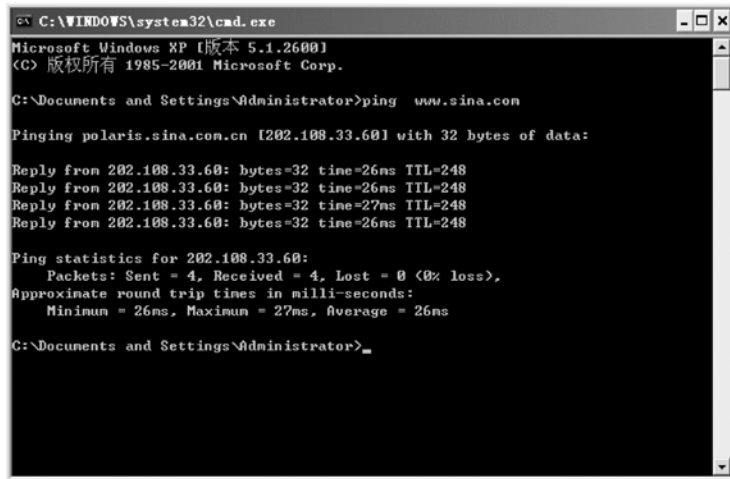 C:\WINDOWS\system32\cmd.exe
Microsoft Windows XP [版本 5.1.2600]
(C) 版权所有 1985-2001 Microsoft Corp.
C:\Documents and Settings\Administrator>ping  www.sina.com
Pinging polaris.sina.com.cn [202.108.33.60] with 32 bytes of data:
Reply from 202.108.33.60: bytes=32 time=26ms TTL=248
Reply from 202.108.33.60: bytes=32 time=26ms TTL=248
Reply from 202.108.33.60: bytes=32 time=27ms TTL=248
Reply from 202.108.33.60: bytes=32 time=26ms TTL=248
Ping statistics for 202.108.33.60:
    Packets: Sent = 4, Received = 4, Lost = 0 (0% loss),
Approximate round trip times in milli-seconds:
    Minimum = 26ms, Maximum = 27ms, Average = 26ms
C:\Documents and Settings\Administrator>_